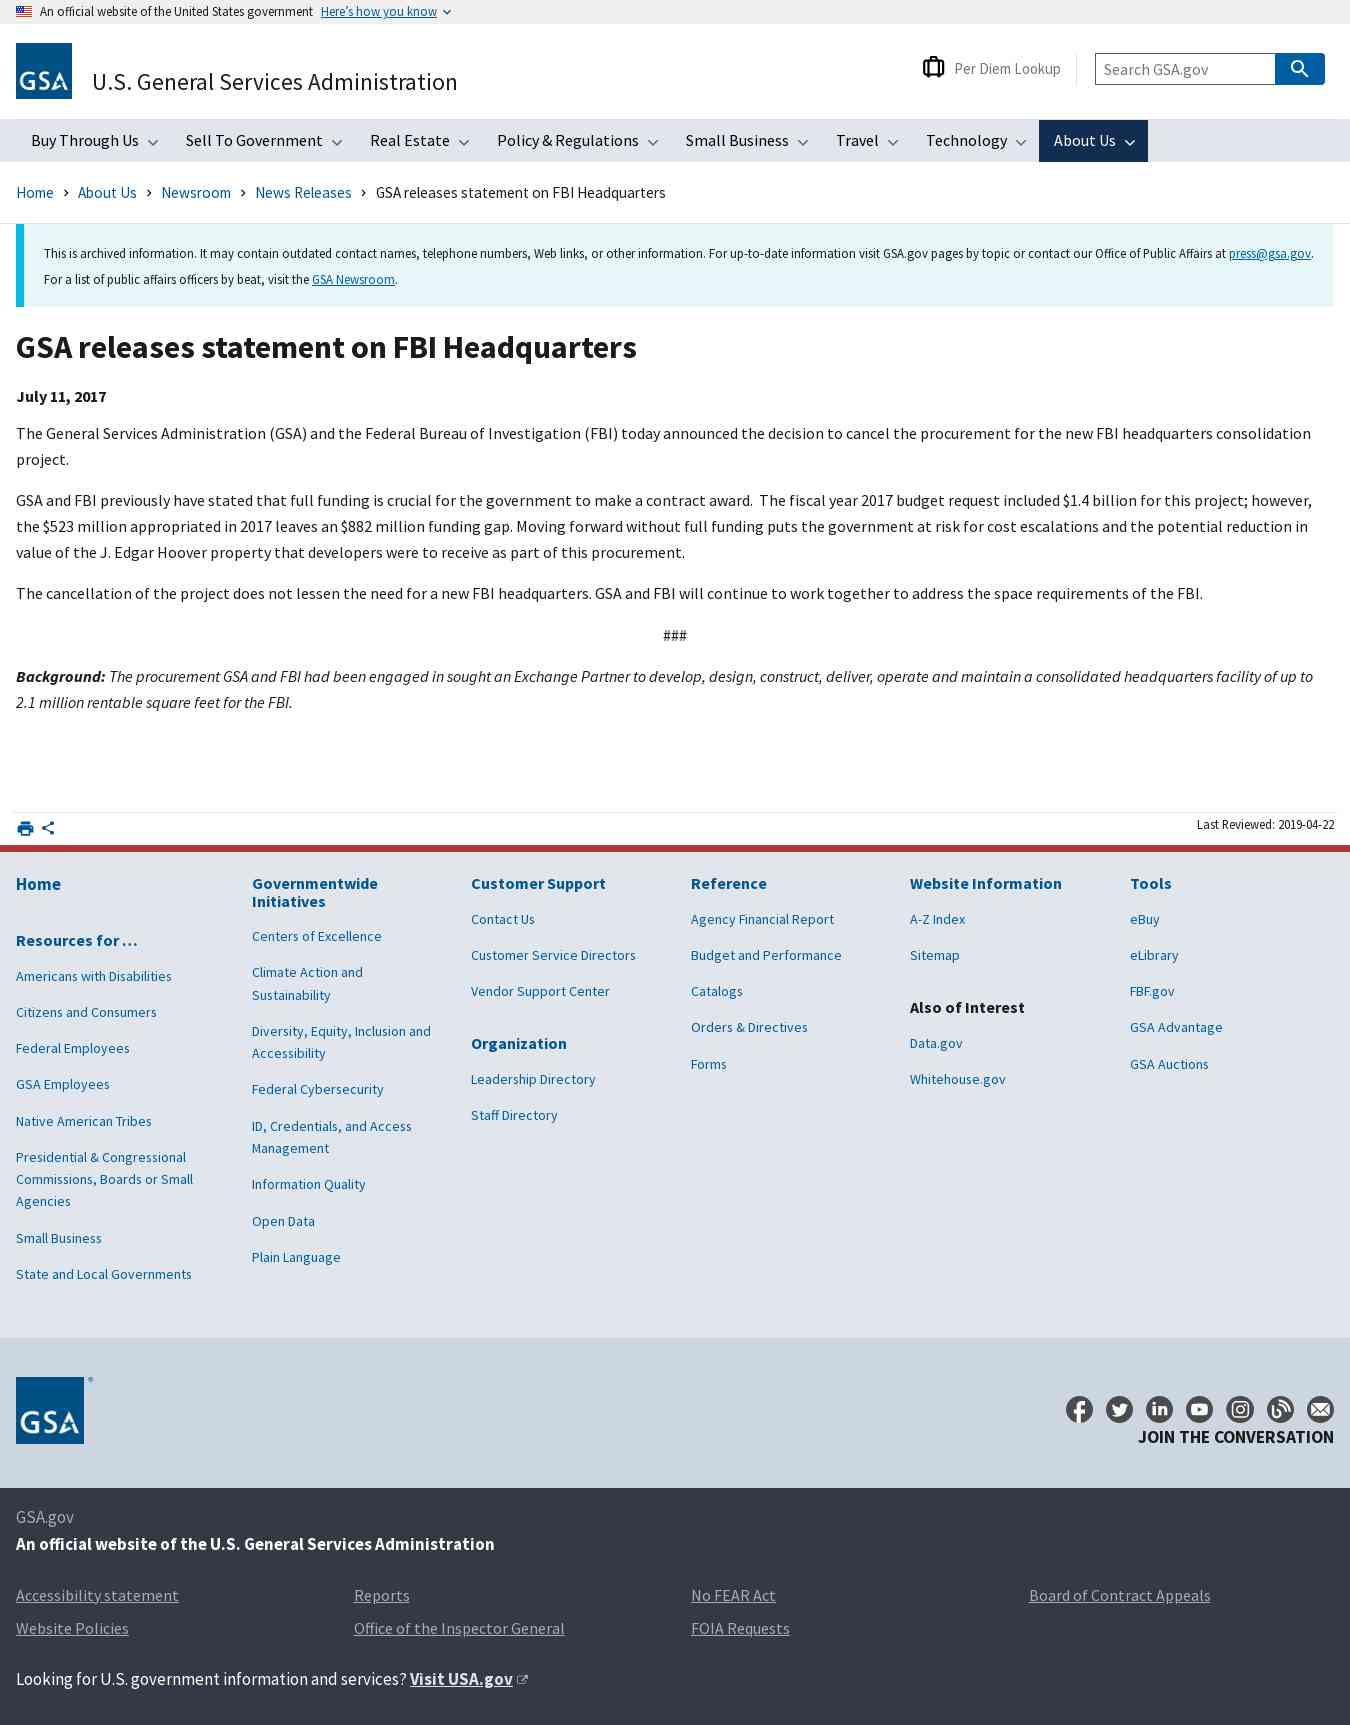 An official website of the United States government Here's how you know
GSA
U.S. General Services Administration
Per Diem Lookup
Search GSA.gov
Buy Through Us Sell To Government Real Estate Policy & Regulations Small Business Travel Technology About Us
Home About Us Newsroom News Releases GSA releases statement on FBI Headquarters
This is archived information. It may contain outdated contact names, telephone numbers, Web links, or other information. For up-to-date information visit GSA.gov pages by topic or contact our Office of Public Affairs at press@gsa.gov.
For a list of public affairs officers by beat, visit the GSA Newsroom.
GSA releases statement on FBI Headquarters
July 11, 2017
The General Services Administration (GSA) and the Federal Bureau of Investigation (FBI) today announced the decision to cancel the procurement for the new FBI headquarters consolidation
project.
GSA and FBI previously have stated that full funding is crucial for the government to make a contract award.  The fiscal year 2017 budget request included $1.4 billion for this project; however,
the $523 million appropriated in 2017 leaves an $882 million funding gap. Moving forward without full funding puts the government at risk for cost escalations and the potential reduction in
value of the J. Edgar Hoover property that developers were to receive as part of this procurement.
The cancellation of the project does not lessen the need for a new FBI headquarters. GSA and FBI will continue to work together to address the space requirements of the FBI.
###
Background: The procurement GSA and FBI had been engaged in sought an Exchange Partner to develop, design, construct, deliver, operate and maintain a consolidated headquarters facility of up to
2.1 million rentable square feet for the FBI.
Last Reviewed: 2019-04-22
Home
Resources for …
Americans with Disabilities
Citizens and Consumers
Federal Employees
GSA Employees
Native American Tribes
Presidential & Congressional
Commissions, Boards or Small
Agencies
Small Business
State and Local Governments
Governmentwide
Initiatives
Centers of Excellence
Climate Action and
Sustainability
Diversity, Equity, Inclusion and
Accessibility
Federal Cybersecurity
ID, Credentials, and Access
Management
Information Quality
Open Data
Plain Language
Customer Support
Contact Us
Customer Service Directors
Vendor Support Center
Organization
Leadership Directory
Staff Directory
Reference
Agency Financial Report
Budget and Performance
Catalogs
Orders & Directives
Forms
Website Information
A-Z Index
Sitemap
Also of Interest
Data.gov
Whitehouse.gov
Tools
eBuy
eLibrary
FBF.gov
GSA Advantage
GSA Auctions
GSA ®
JOIN THE CONVERSATION
GSA.gov
An official website of the U.S. General Services Administration
Accessibility statement Reports No FEAR Act Board of Contract Appeals
Website Policies Office of the Inspector General FOIA Requests
Looking for U.S. government information and services? Visit USA.gov